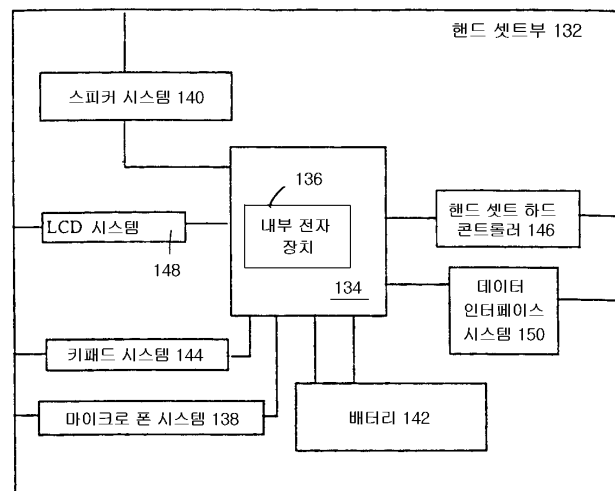 핸드 셋트부 132
스피커 시스템 140
136
내부 전자
장치
134
LCD 시스템
148
핸드 셋트 하드
콘트롤러 146
데이터
인터페이스
시스템 150
키패드 시스템 144
마이크로 폰 시스템 138
배터리 142